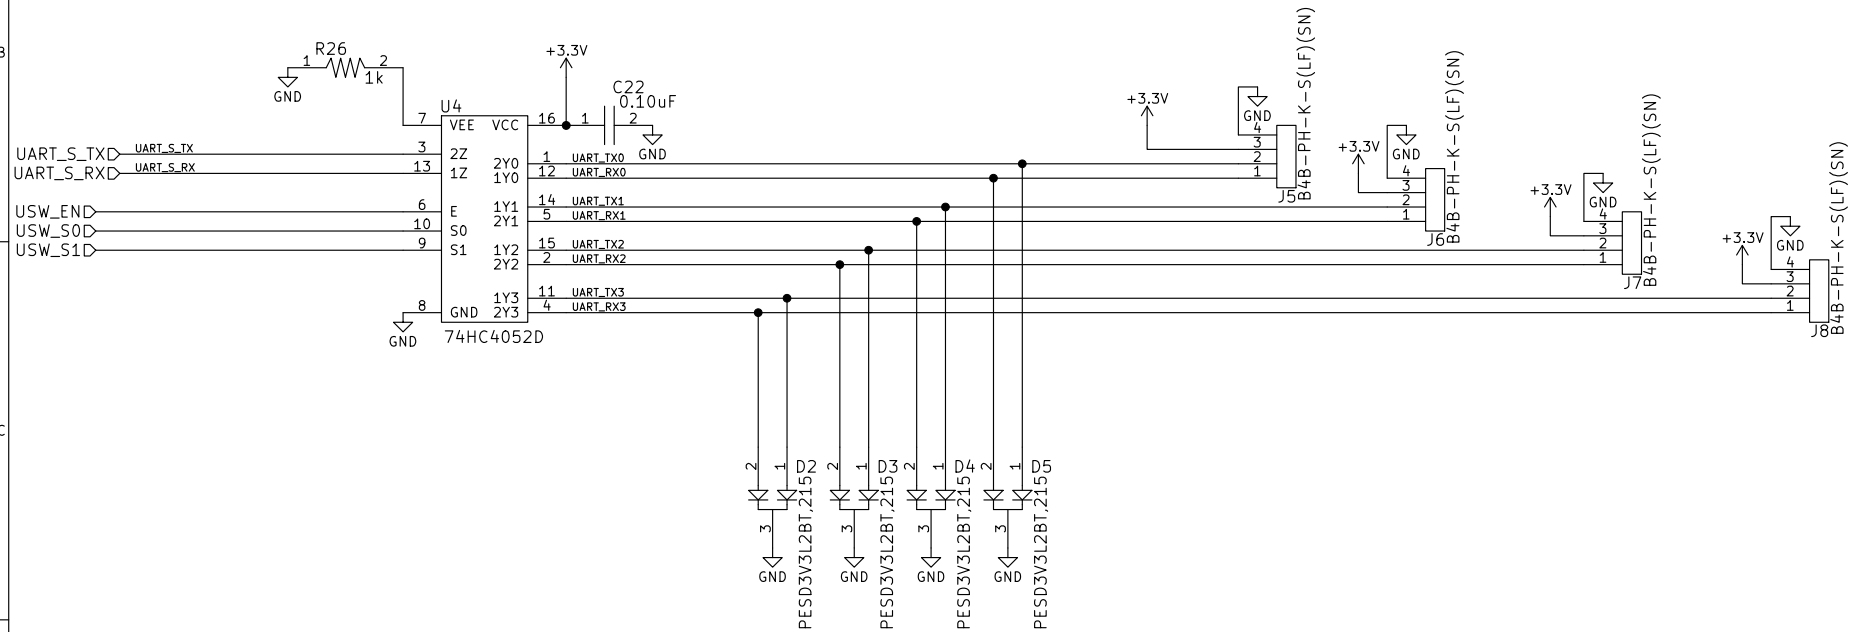 B
R26
1
2
1k
GND
+3.3V
C22
0.10uF
1
2
GND
U4
7
VEE
VCC
16
UART_S_TX
UART_S_TX
3
2Z
2Y0
1
UART_TX0
UART_S_RX
UART_S_RX
13
1Z
1Y0
12
UART_RX0
1Y1
14
UART_TX1
USW_EN
6
E
2Y1
5
UART_RX1
USW_S0
10
S0
USW_S1
9
S1
1Y2
15
UART_TX2
2Y2
2
UART_RX2
1Y3
11
UART_TX3
8
GND
2Y3
4
UART_RX3
GND
74HC4052D
+3.3V
GND
4
3
2
1
J5
B4B-PH-K-S(LF)(SN)
+3.3V
GND
4
3
2
1
J6
B4B-PH-K-S(LF)(SN)
+3.3V
GND
4
3
2
1
J7
B4B-PH-K-S(LF)(SN)
+3.3V
GND
4
3
2
1
J8
B4B-PH-K-S(LF)(SN)
C
2
1
D2
3
GND
PESD3V3L2BT,215
2
1
D3
3
GND
PESD3V3L2BT,215
2
1
D4
3
GND
PESD3V3L2BT,215
2
1
D5
3
GND
PESD3V3L2BT,215